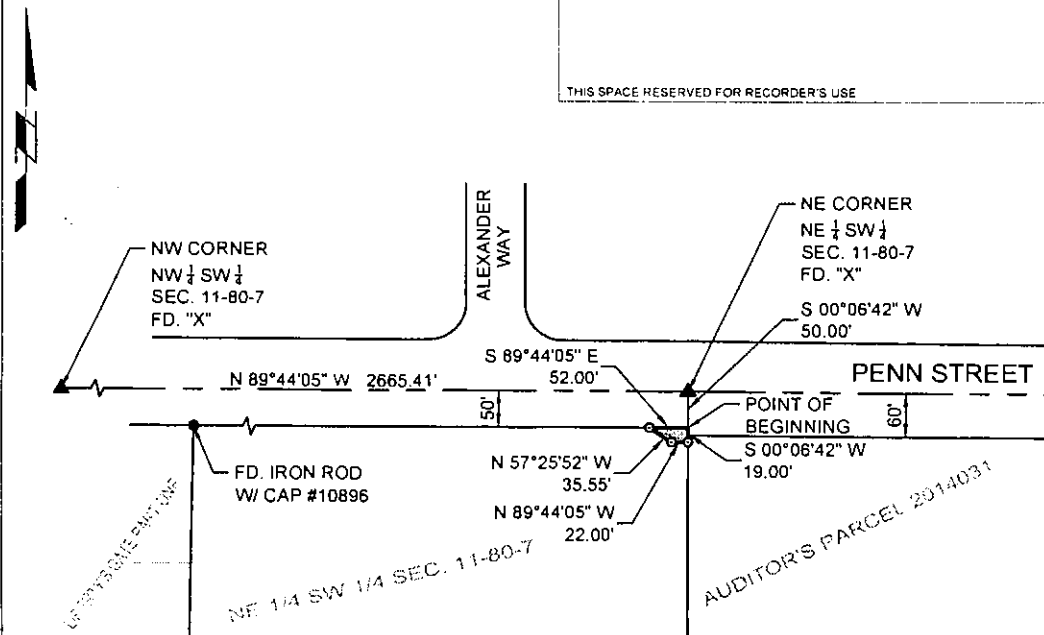 THIS SPACE RESERVED FOR RECORDER'S USE
ALEXANDER
WAY
NW CORNER
NW 1/4 SW 1/4
SEC. 11-80-7
FD. "X"
NE CORNER
NE 1/4 SW 1/4
SEC. 11-80-7
FD. "X"
S 00°06'42" W
50.00'
S 89°44'05" E
52.00'
N 89°44'05" W 2665.41'
PENN STREET
50'
60'
POINT OF
BEGINNING
S 00°06'42" W
19.00'
FD. IRON ROD
W/ CAP #10896
N 57°25'52" W
35.55'
N 89°44'05" W
22.00'
PART ONE
NE 1/4 SW 1/4 SEC. 11-80-7
AUDITOR'S PARCEL 2014031